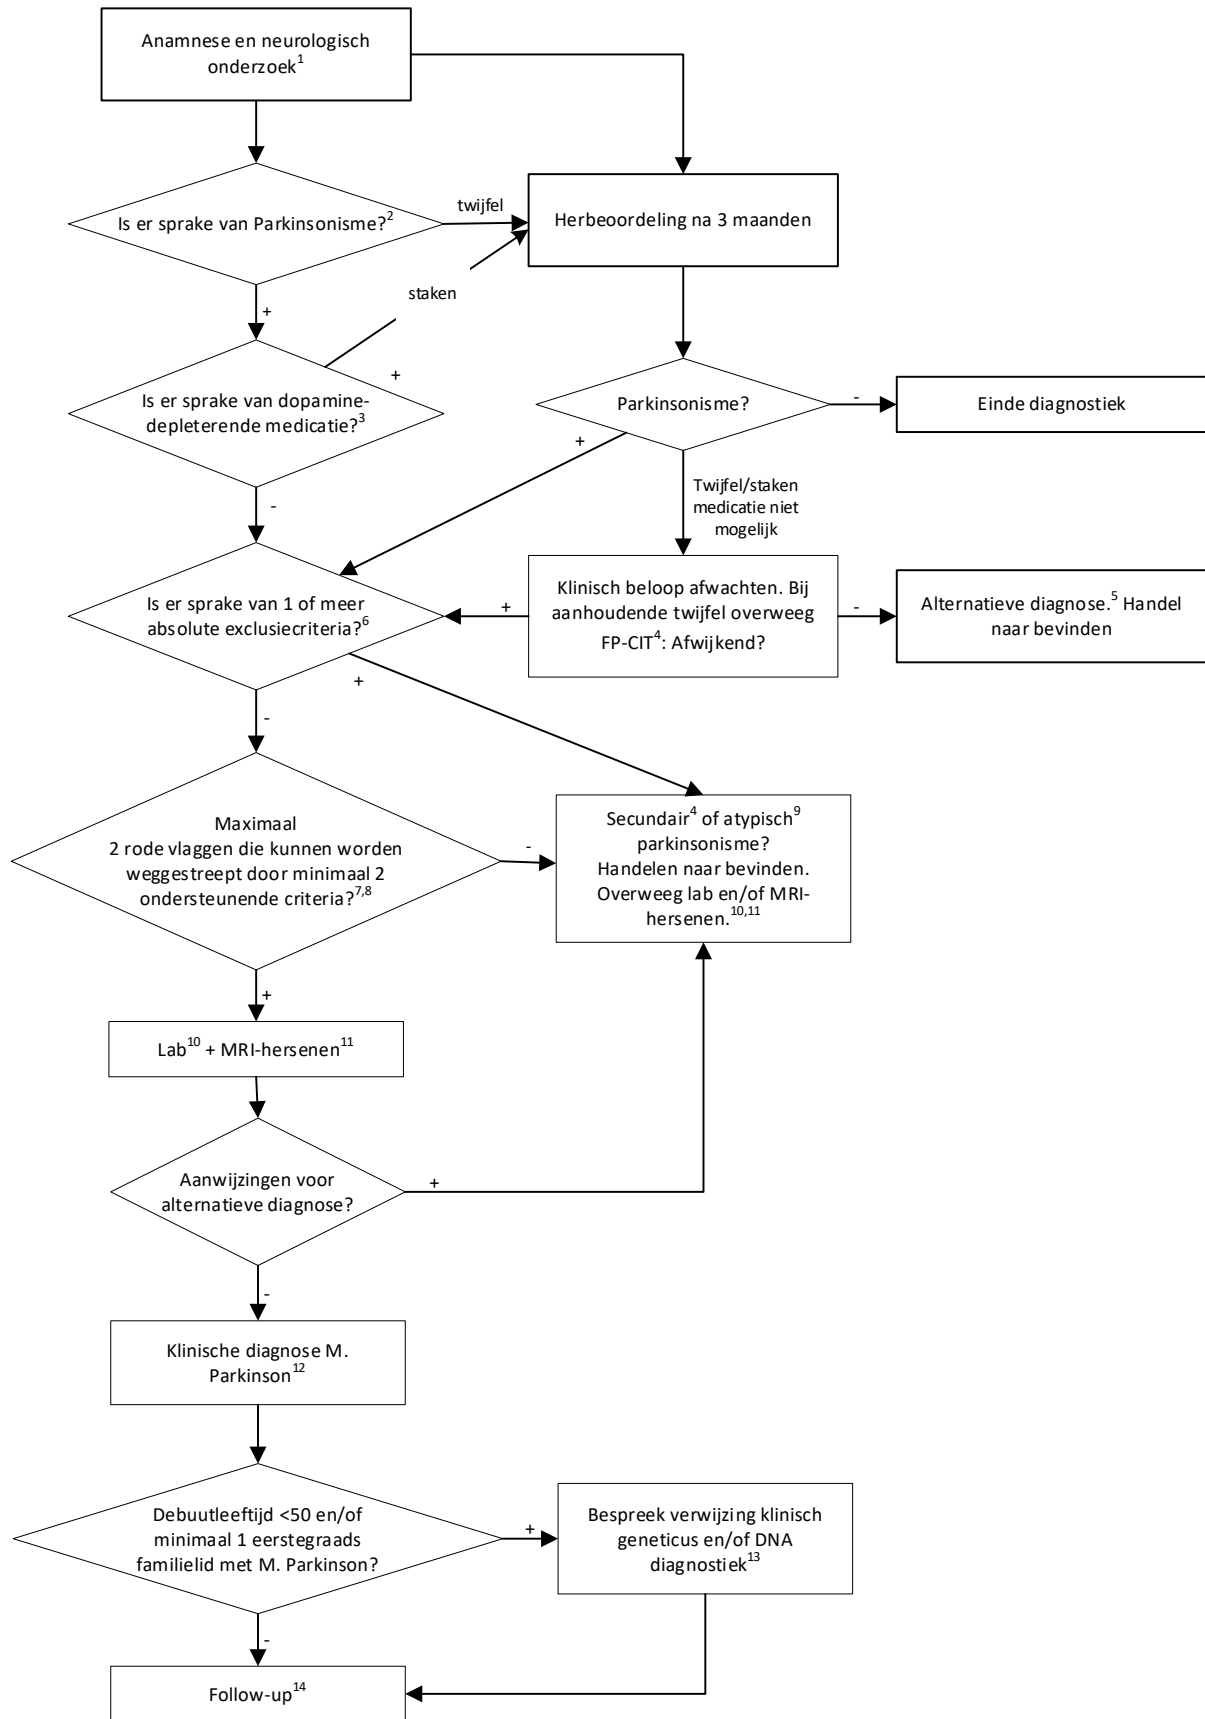 Anamnese en neurologisch
onderzoek1
Is er sprake van Parkinsonisme?2
twijfel
Herbeoordeling na 3 maanden
staken
+
+
Is er sprake van dopamine-
depleterende medicatie?3
Parkinsonisme?
-
Einde diagnostiek
+
-
Twijfel/staken
medicatie niet
mogelijk
Is er sprake van 1 of meer
absolute exclusiecriteria?6
+
Klinisch beloop afwachten. Bij
aanhoudende twijfel overweeg
FP-CIT4: Afwijkend?
-
Alternatieve diagnose.5 Handel
naar bevinden
+
-
Maximaal
2 rode vlaggen die kunnen worden
weggestreept door minimaal 2
ondersteunende criteria?7,8
-
Secundair4 of atypisch9
parkinsonisme?
Handelen naar bevinden.
Overweeg lab en/of MRI-
hersenen.10,11
+
Lab10 + MRI-hersenen11
Aanwijzingen voor
alternatieve diagnose?
+
-
Klinische diagnose M.
Parkinson12
Debuutleeftijd <50 en/of
minimaal 1 eerstegraads
familielid met M. Parkinson?
+
Bespreek verwijzing klinisch
geneticus en/of DNA
diagnostiek13
-
Follow-up14